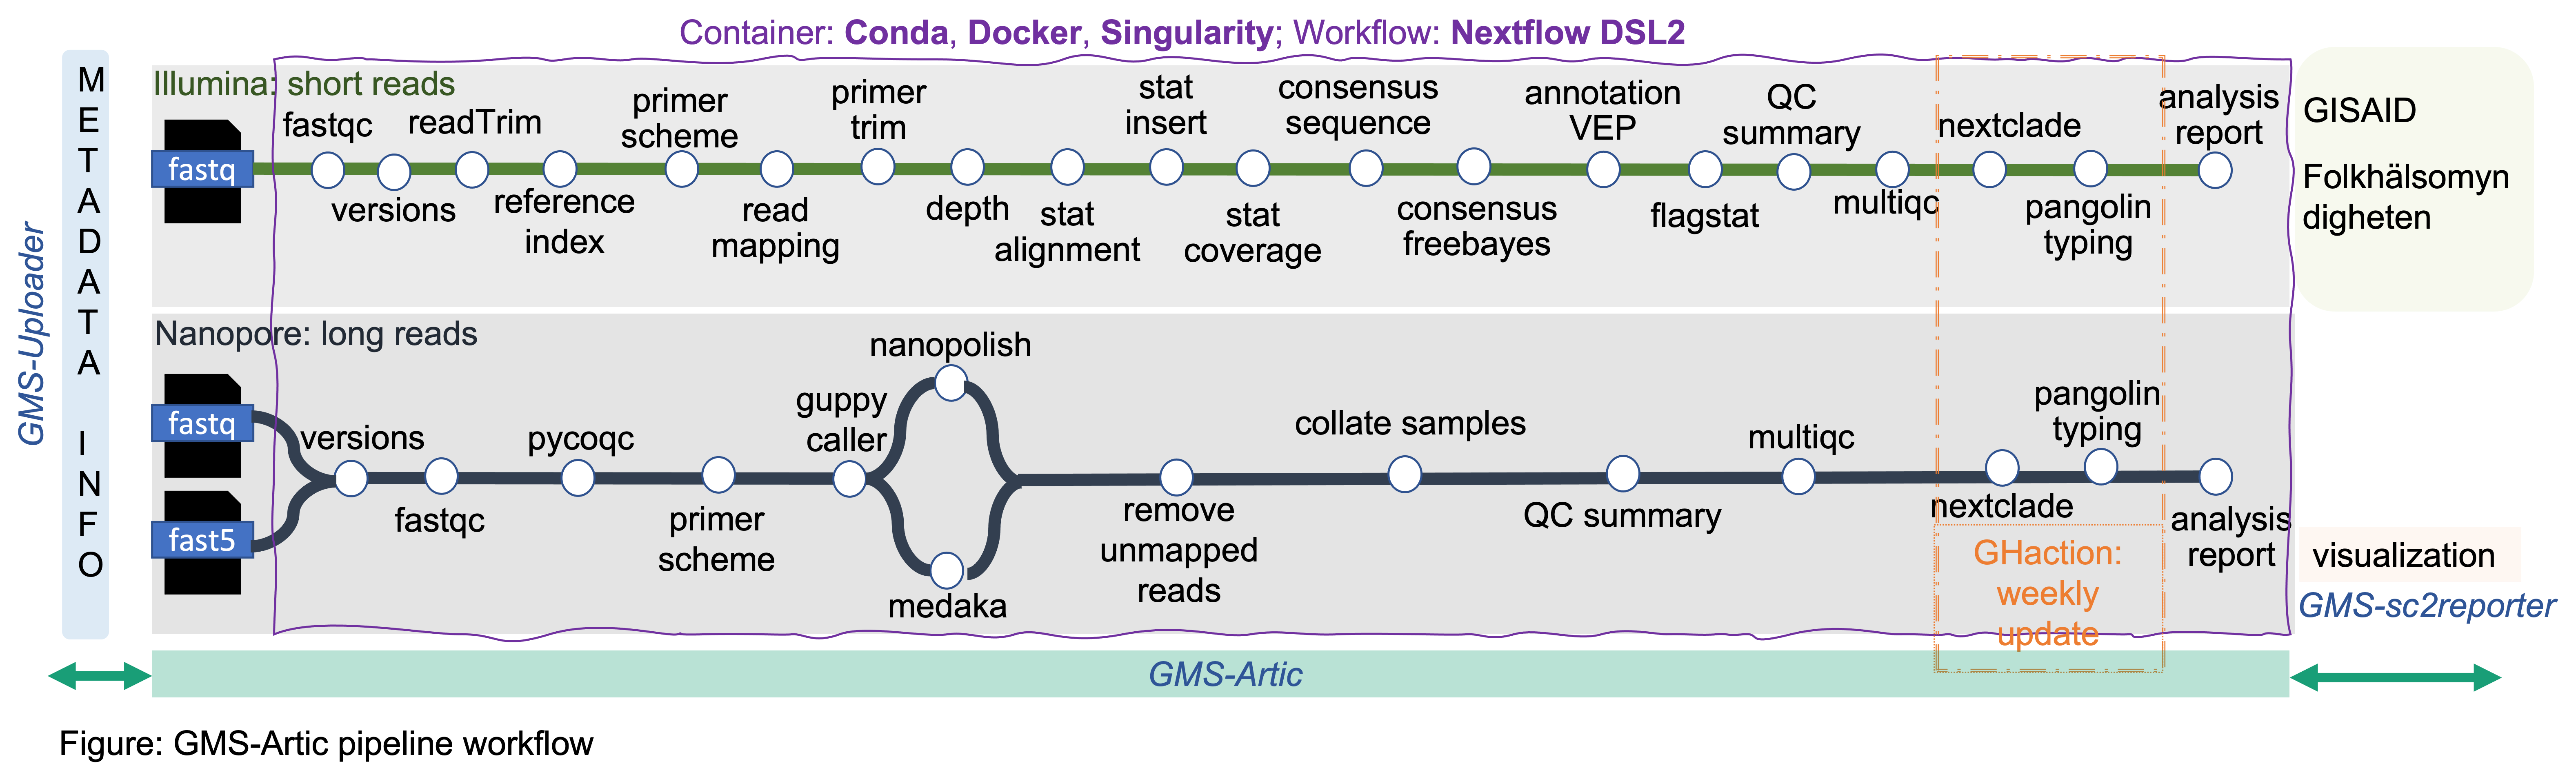 Container: Conda, Docker, Singularity; Workflow: Nextflow DSL2
GMS-Uploader
METADATA INFO
Illumina: short reads
fastq
fastqc
versions
readTrim
reference
index
primer
scheme
read
mapping
primer
trim
depth
stat
alignment
stat
insert
stat
coverage
consensus
sequence
consensus
freebayes
annotation
VEP
flagstat
QC
summary
multiqc
nextclade
pangolin
typing
analysis
report
GISAID
Folkhälsomyn
digheten
Nanopore: long reads
fastq
fast5
versions
fastqc
pycoqc
primer
scheme
guppy
caller
nanopolish
medaka
remove
unmapped
reads
collate samples
QC summary
multiqc
nextclade
pangolin
typing
analysis
report
GHaction:
weekly
update
visualization
GMS-sc2reporter
GMS-Artic
Figure: GMS-Artic pipeline workflow